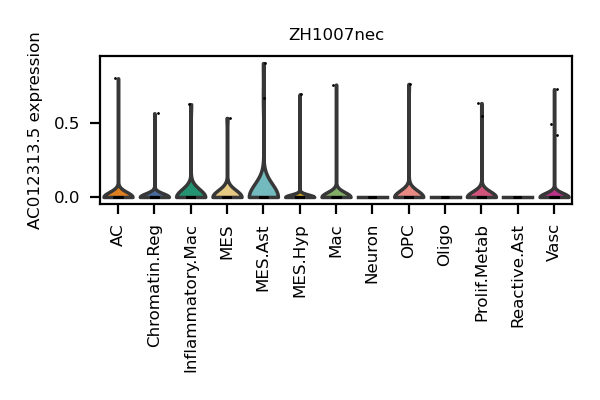 ZH1007nec
AC012313.5 expression
0.5
0.0
AC
Chromatin.Reg
Inflammatory.Mac
MES
MES.Ast
MES.Hyp
Mac
Neuron
OPC
Oligo
Prolif.Metab
Reactive.Ast
Vasc